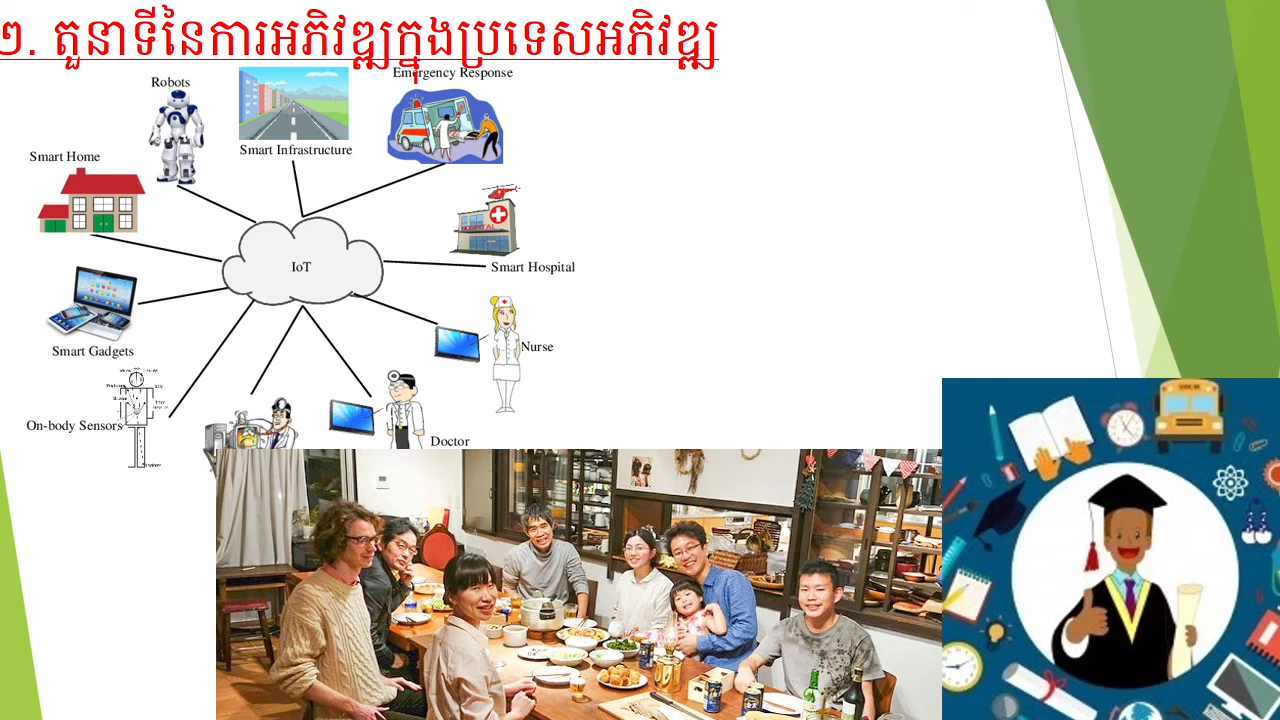 ២. តួនាទីនៃការអភិវឌ្ឍក្នុងប្រទេសអភិវឌ្ឍ
Emergency Response
Robots
Smart Infrastructure
Smart Home
HOSPITAL
IoT
Smart Hospital
Nurse
Smart Gadgets
On-body Sensors
Doctor